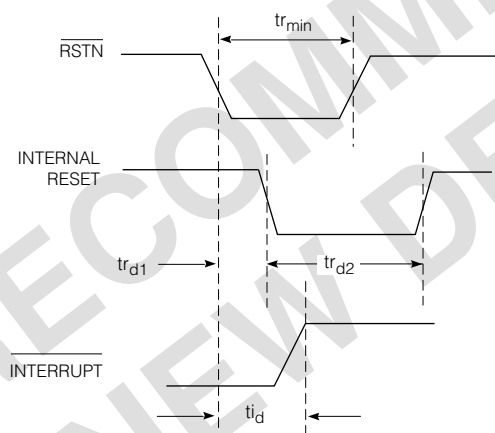 tr_min
RSTN
INTERNAL
RESET
tr_d1
tr_d2
INTERRUPT
ti_d